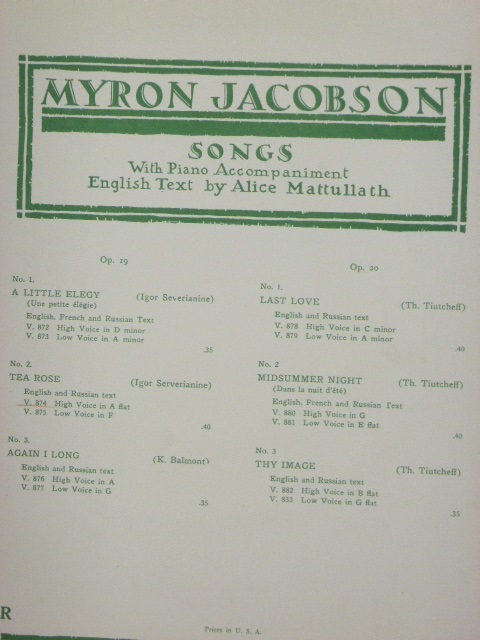 MYRON JACOBSON
SONGS
With Piano Accompaniment
English Text by Alice Mattullath
Op. 19
No. 1.
A LITTLE ELEGY (Igor Severianine)
(Une petite élégie)
English, French and Russian Text
V. 872 High Voice in D minor
V. 873 Low Voice in A minor
.35
No. 2.
TEA ROSE (Igor Serverianine)
English and Russian text
V. 874 High Voice in A flat
V. 875 Low Voice in F
.40
No. 3.
AGAIN I LONG (K. Balmont)
English and Russian text
V. 876 High Voice in A
V. 877 Low Voice in G
.35
Op. 20
No. 1.
LAST LOVE (Th. Tiutcheff)
English and Russian text
V. 878 High Voice in C minor
V. 879 Low Voice in A minor
.40
No. 2
MIDSUMMER NIGHT (Th. Tiutcheff)
(Dans la nuit d'été)
English, French and Russian Text
V. 880 High Voice in G
V. 881 Low Voice in E flat
.40
No. 3
THY IMAGE (Th. Tiutcheff)
English and Russian text
V. 882 High Voice in B flat
V. 833 Low Voice in G flat
.35
R
Prices in U. S. A.